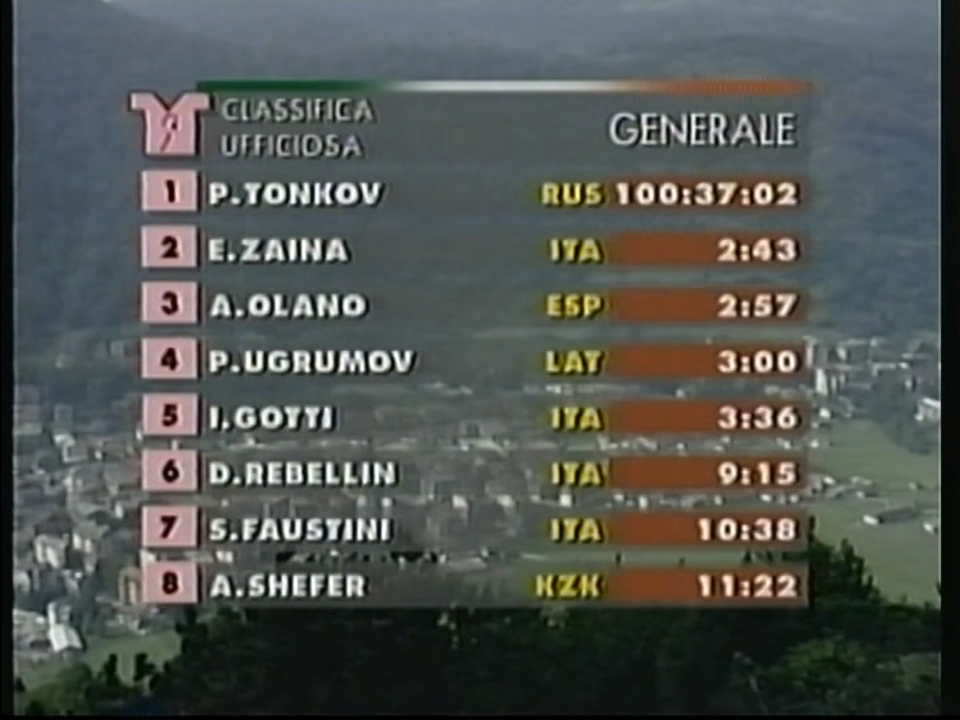 CLASSIFICA
UFFICIOSA
GENERALE
1 P.TONKOV RUS 100:37:02
2 E.ZAINA ITA 2:43
3 A.OLANO ESP 2:57
4 P.UGRUMOV LAT 3:00
5 I.GOTTI ITA 3:36
6 D.REBELLIN ITA 9:15
7 S.FAUSTINI ITA 10:38
8 A.SHEFER KZK 11:22